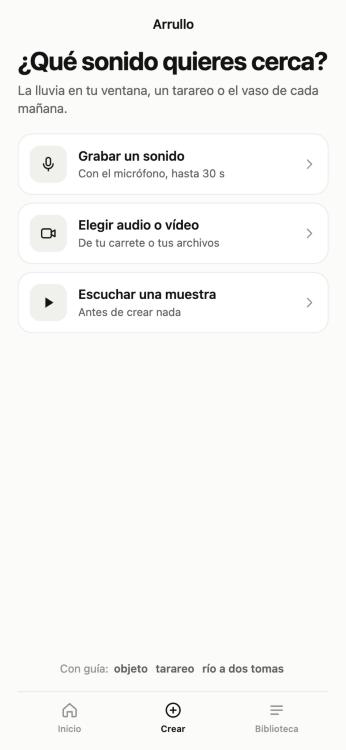 Arrullo
¿Qué sonido quieres cerca?
La lluvia en tu ventana, un tarareo o el vaso de cada
mañana.
Grabar un sonido
Con el micrófono, hasta 30 s
Elegir audio o vídeo
De tu carrete o tus archivos
Escuchar una muestra
Antes de crear nada
Con guía: objeto tarareo río a dos tomas
Inicio Crear Biblioteca